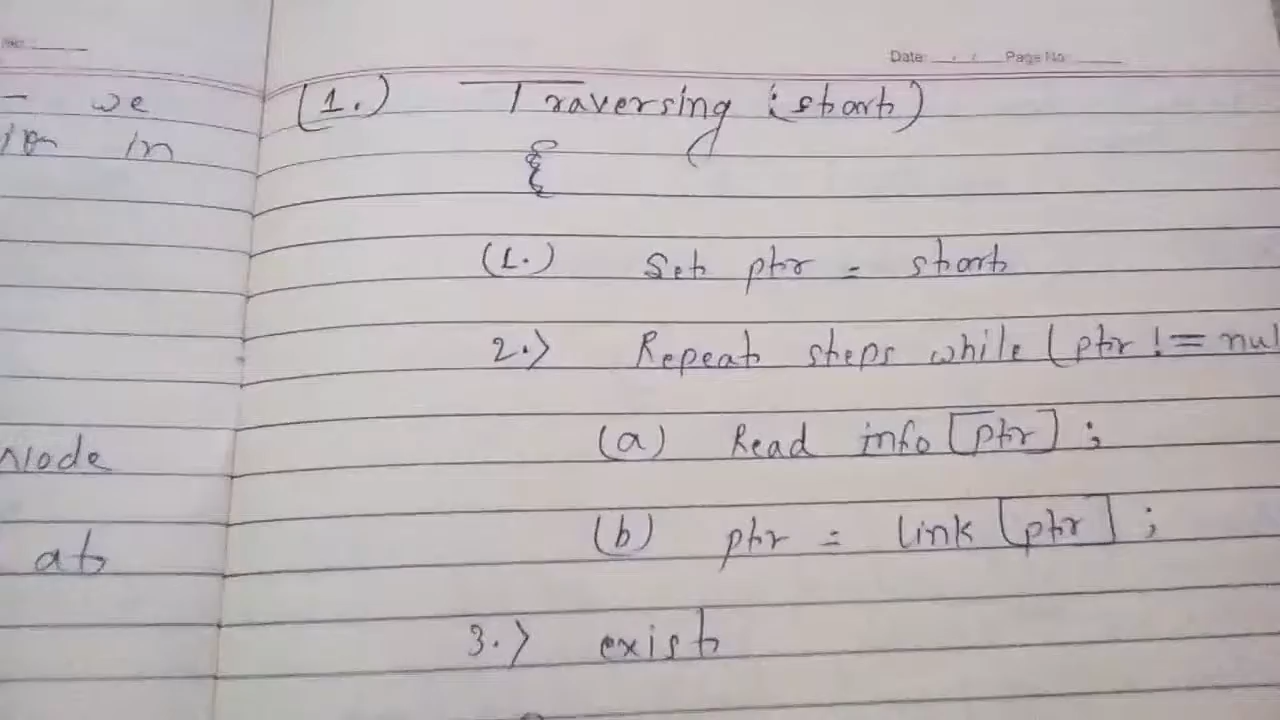 Date: Page No.
- we
in
Node
at
(1.) Traversing (start)
{
(1.) Set ptr = start
2.) Repeat steps while (ptr != nul
(a) Read info [ptr] ;
(b) ptr = link [ptr] ;
3.) exist